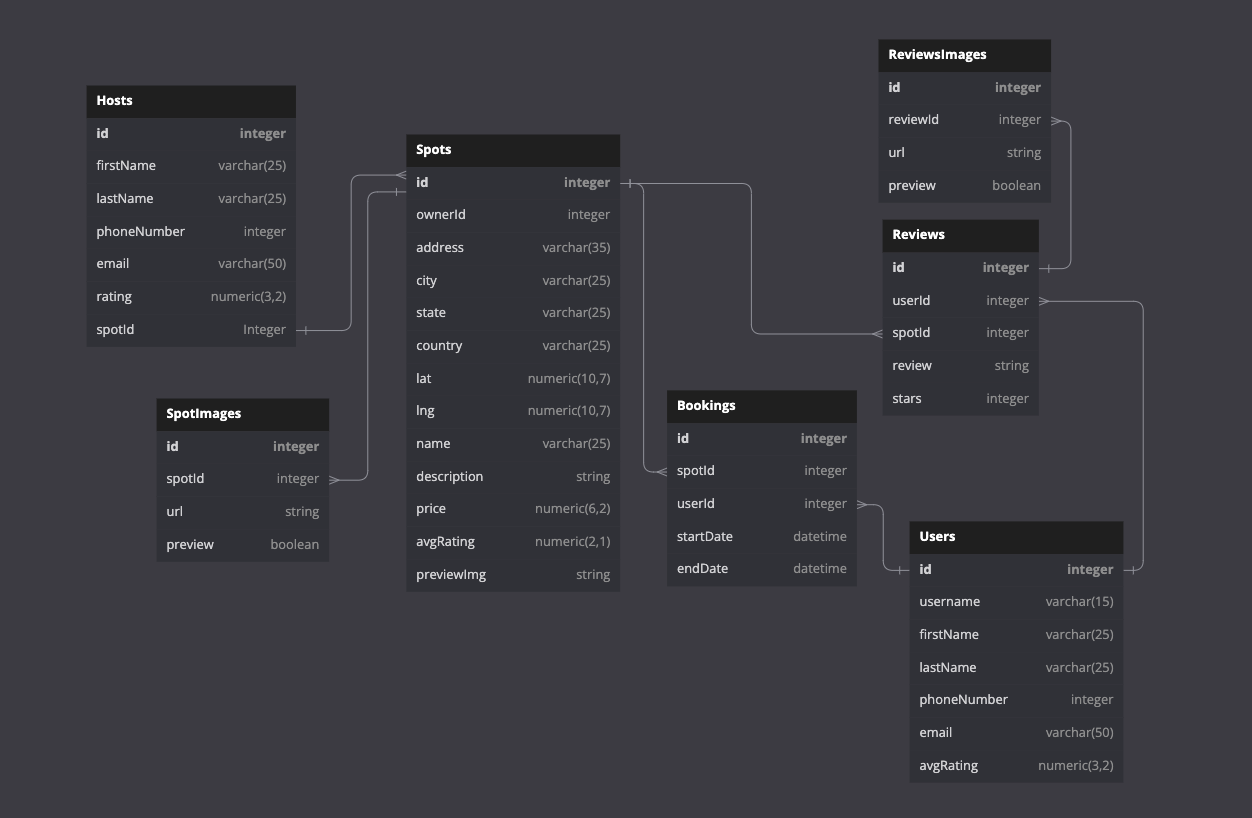 Hosts
id integer
firstName varchar(25)
lastName varchar(25)
phoneNumber integer
email varchar(50)
rating numeric(3,2)
spotId Integer
SpotImages
id integer
spotId integer
url string
preview boolean
Spots
id integer
ownerId integer
address varchar(35)
city varchar(25)
state varchar(25)
country varchar(25)
lat numeric(10,7)
lng numeric(10,7)
name varchar(25)
description string
price numeric(6,2)
avgRating numeric(2,1)
previewImg string
Bookings
id integer
spotId integer
userId integer
startDate datetime
endDate datetime
ReviewsImages
id integer
reviewId integer
url string
preview boolean
Reviews
id integer
userId integer
spotId integer
review string
stars integer
Users
id integer
username varchar(15)
firstName varchar(25)
lastName varchar(25)
phoneNumber integer
email varchar(50)
avgRating numeric(3,2)